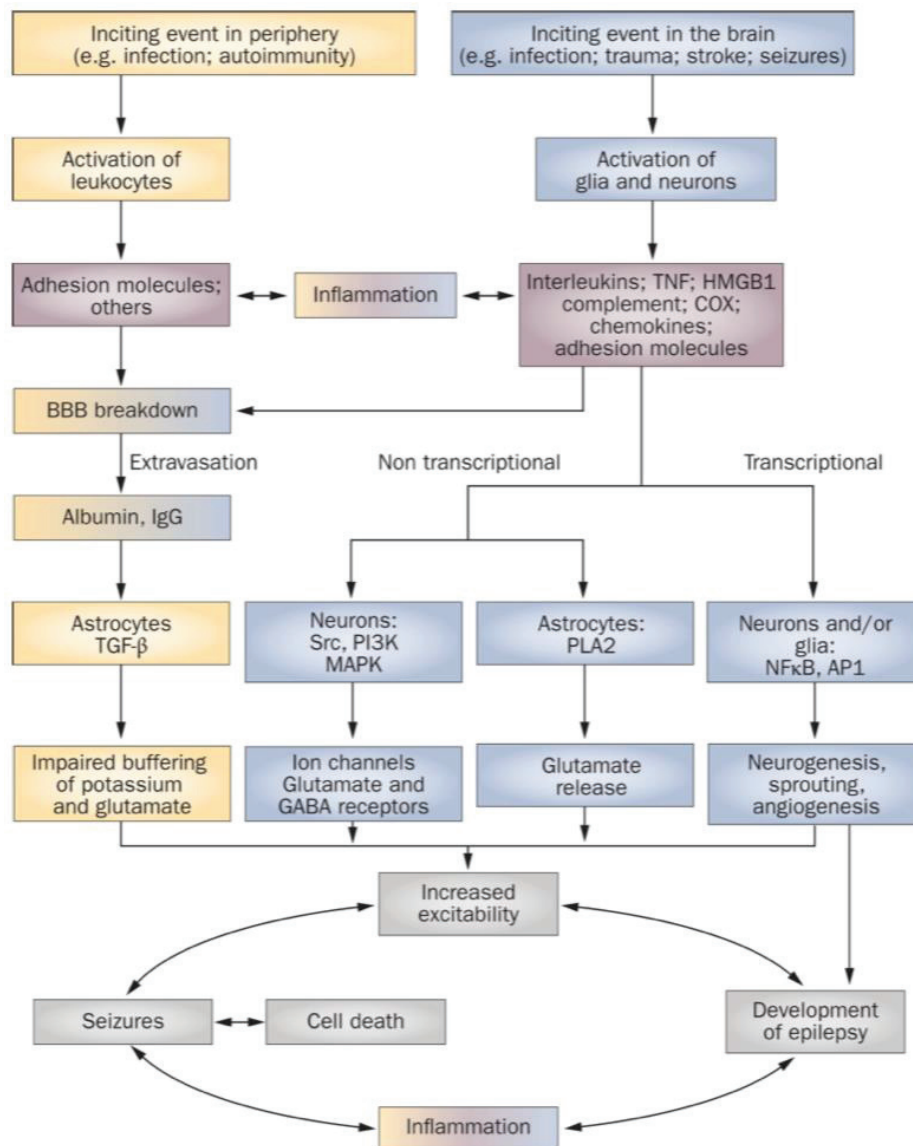 Inciting event in periphery
(e.g. infection; autoimmunity)
Inciting event in the brain
(e.g. infection; trauma; stroke; seizures)
Activation of
leukocytes
Activation of
glia and neurons
Adhesion molecules;
others
Inflammation
Interleukins; TNF; HMGB1
complement; COX;
chemokines;
adhesion molecules
BBB breakdown
Extravasation
Non transcriptional
Transcriptional
Albumin, IgG
Astrocytes
TGF-β
Neurons:
Src, PI3K
MAPK
Astrocytes:
PLA2
Neurons and/or
glia:
NFκB, AP1
Impaired buffering
of potassium
and glutamate
Ion channels
Glutamate and
GABA receptors
Glutamate
release
Neurogenesis,
sprouting,
angiogenesis
Increased
excitability
Seizures
Cell death
Development
of epilepsy
Inflammation